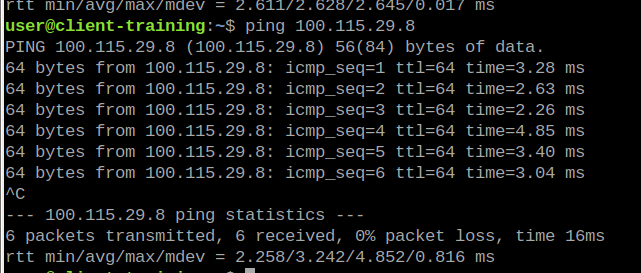 rtt min/avg/max/mdev = 2.611/2.628/2.645/0.017 ms
user@client-training:~$ ping 100.115.29.8
PING 100.115.29.8 (100.115.29.8) 56(84) bytes of data.
64 bytes from 100.115.29.8: icmp_seq=1 ttl=64 time=3.28 ms
64 bytes from 100.115.29.8: icmp_seq=2 ttl=64 time=2.63 ms
64 bytes from 100.115.29.8: icmp_seq=3 ttl=64 time=2.26 ms
64 bytes from 100.115.29.8: icmp_seq=4 ttl=64 time=4.85 ms
64 bytes from 100.115.29.8: icmp_seq=5 ttl=64 time=3.40 ms
64 bytes from 100.115.29.8: icmp_seq=6 ttl=64 time=3.04 ms
^C
--- 100.115.29.8 ping statistics ---
6 packets transmitted, 6 received, 0% packet loss, time 16ms
rtt min/avg/max/mdev = 2.258/3.242/4.852/0.816 ms
user@client-training:~$